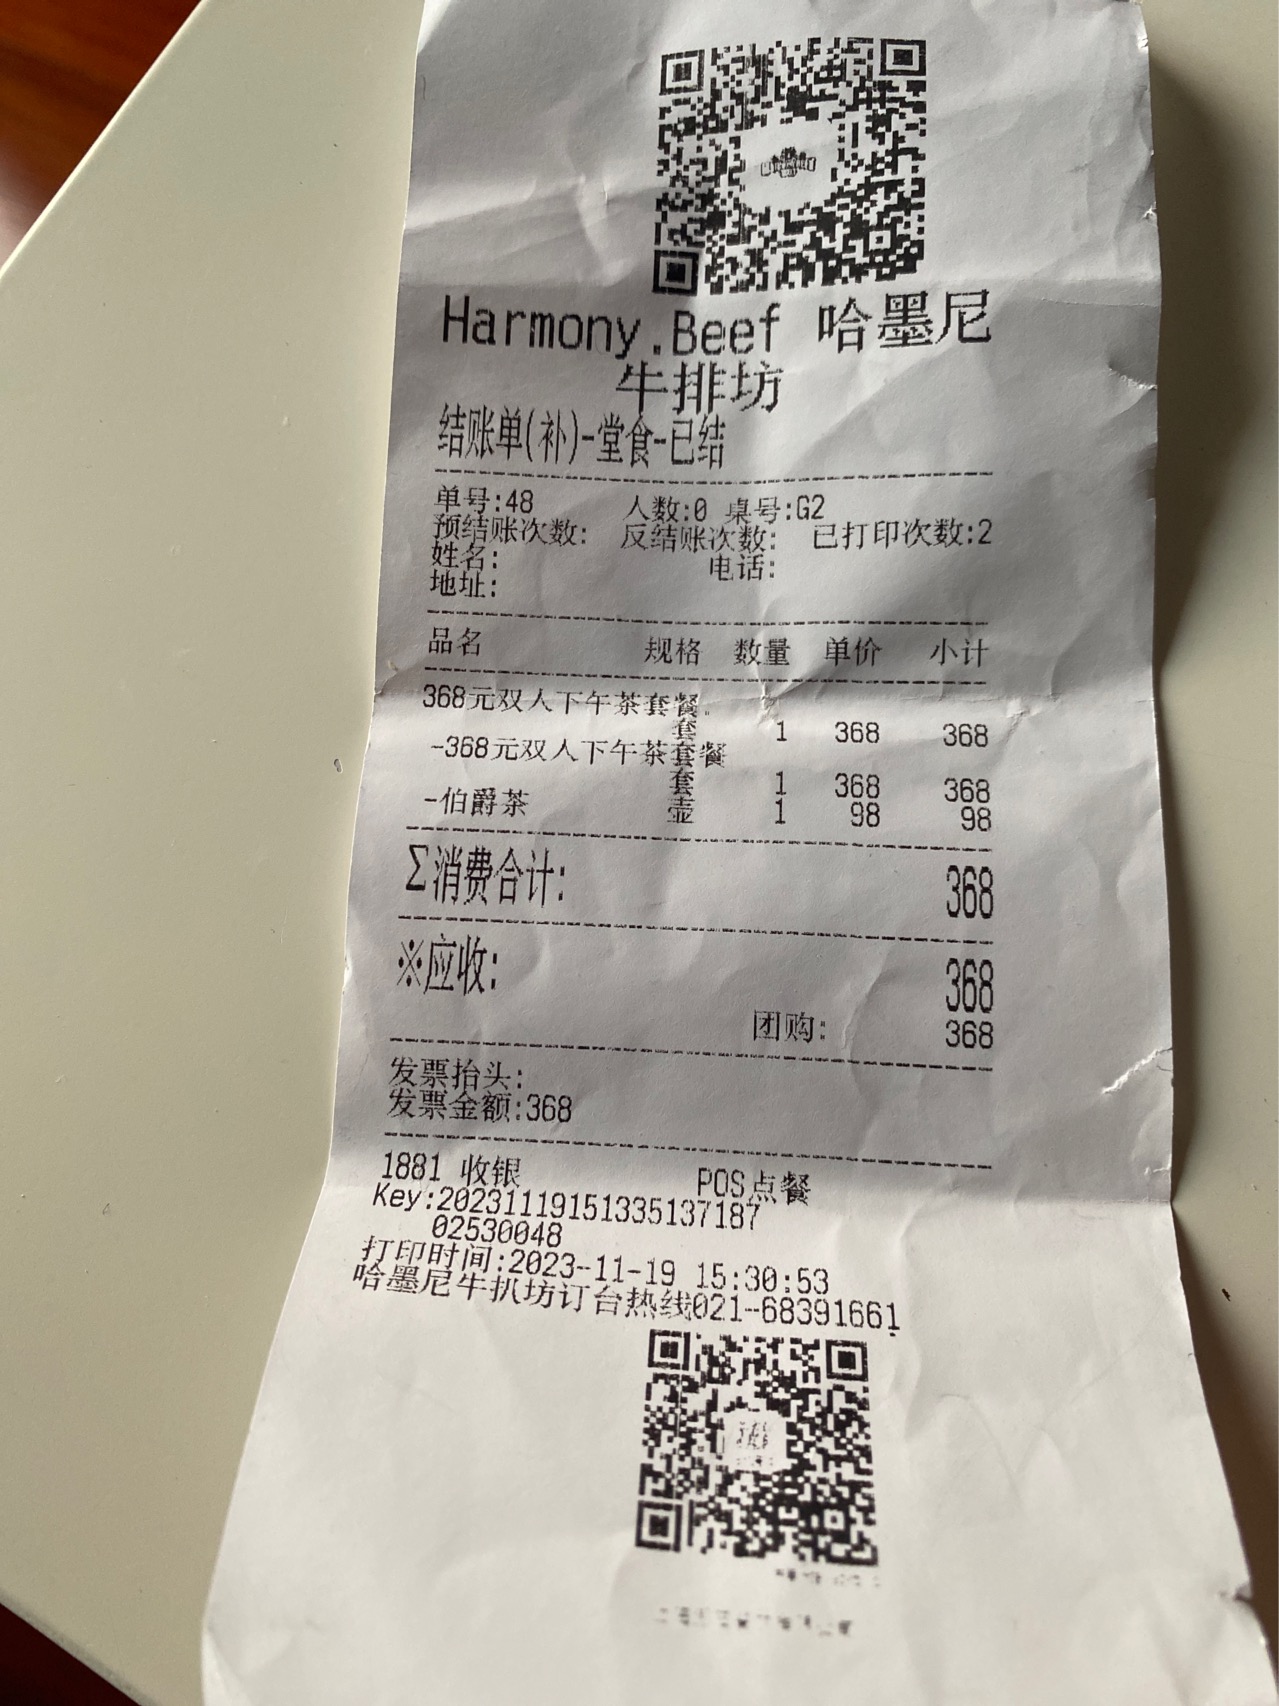 Harmony.Beef 哈墨尼
牛排坊
结账单(补)-堂食-已结
单号:48 人数:0 桌号:G2
预结账次数: 反结账次数: 已打印次数:2
姓名: 电话:
地址:
品名 规格 数量 单价 小计
368元双人下午茶套餐.
套 1 368 368
-368元双人下午茶套餐
套 1 368 368
-伯爵茶 壶 1 98 98
Σ消费合计: 368
※应收: 368
团购: 368
发票抬头:
发票金额:368
1881 收银 POS点餐
Key:20231119151335137187
02530048
打印时间:2023-11-19 15:30:53
哈墨尼牛扒坊订台热线021-68391661